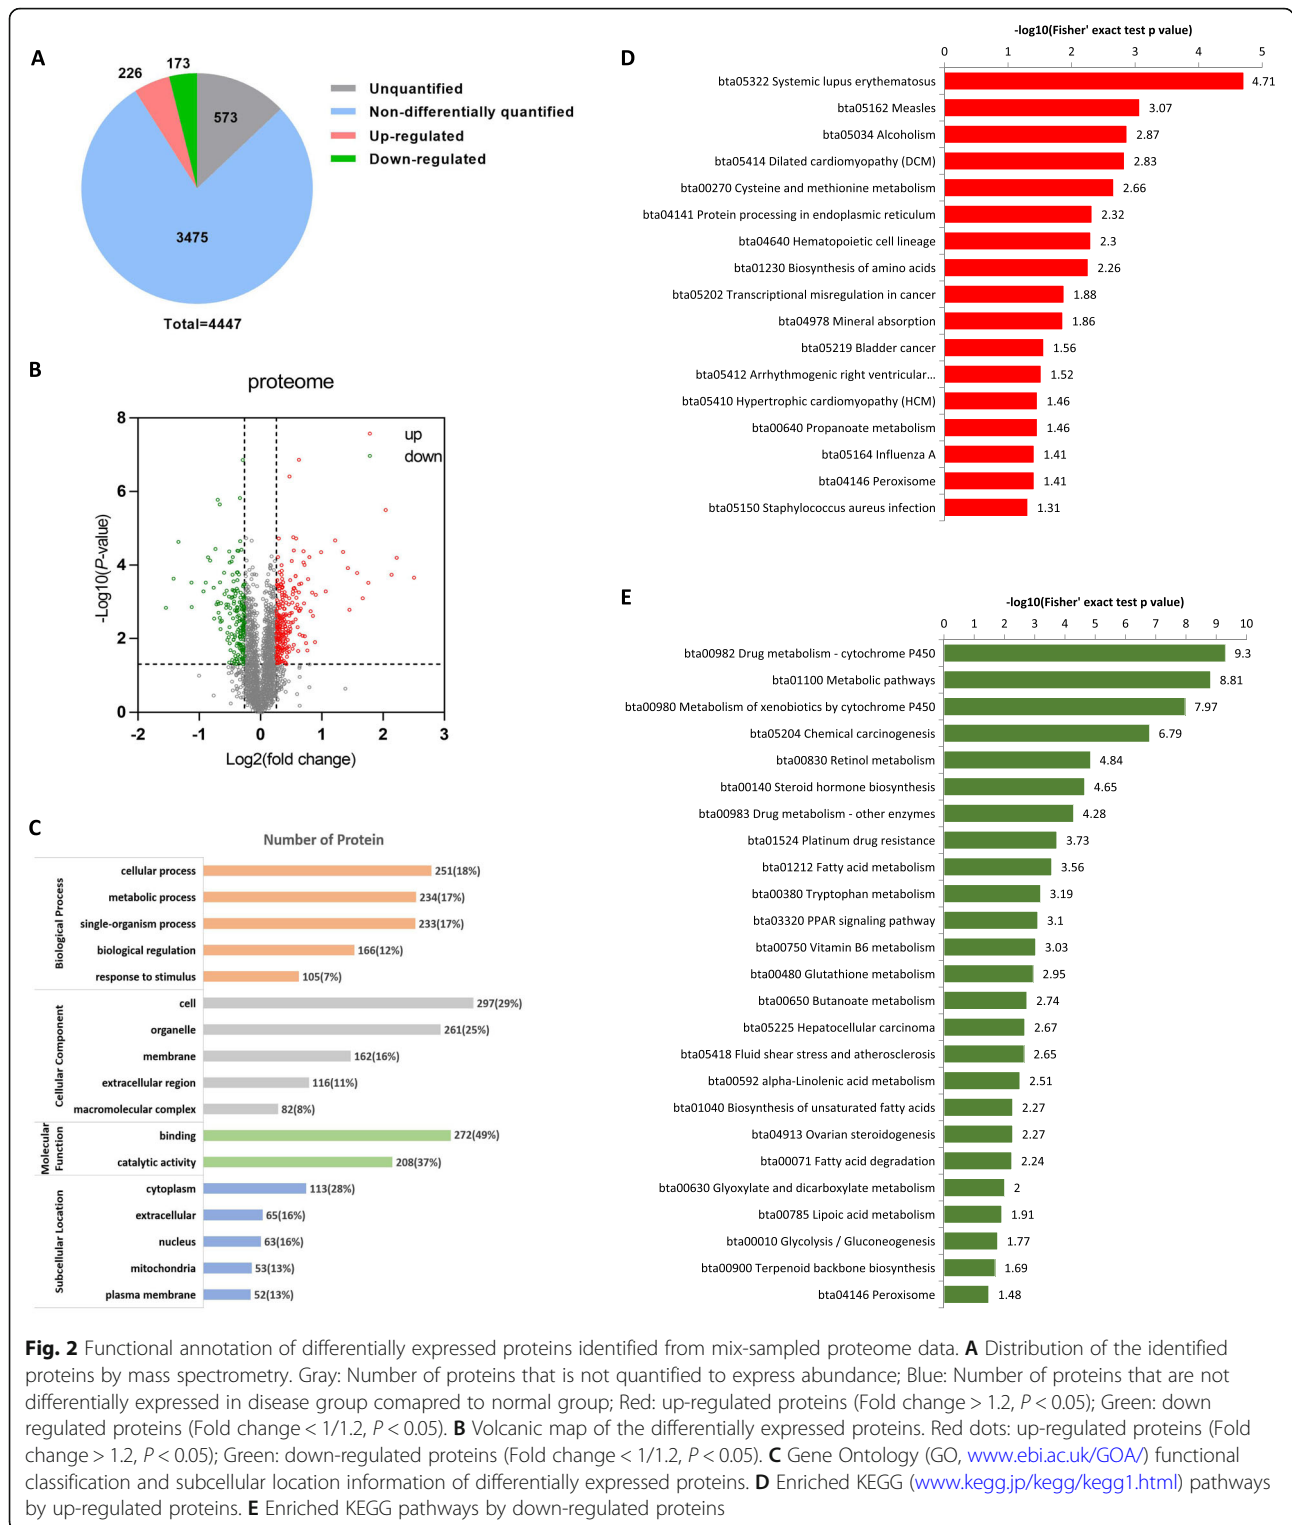 A
226
173
573
3475
Total=4447
Unquantified
Non-differentially quantified
Up-regulated
Down-regulated
B
proteome
8
6
4
2
0
-2
-1
0
1
2
3
up
down
-Log10(P-value)
Log2(fold change)
C
Number of Protein
Biological Process
cellular process 251(18%)
metabolic process 234(17%)
single-organism process 233(17%)
biological regulation 166(12%)
response to stimulus 105(7%)
Cellular Component
cell 297(29%)
organelle 261(25%)
membrane 162(16%)
extracellular region 116(11%)
macromolecular complex 82(8%)
Molecular
Function
binding 272(49%)
catalytic activity 208(37%)
Subcellular Location
cytoplasm 113(28%)
extracellular 65(16%)
nucleus 63(16%)
mitochondria 53(13%)
plasma membrane 52(13%)
D
-log10(Fisher' exact test p value)
0 1 2 3 4 5
bta05322 Systemic lupus erythematosus 4.71
bta05162 Measles 3.07
bta05034 Alcoholism 2.87
bta05414 Dilated cardiomyopathy (DCM) 2.83
bta00270 Cysteine and methionine metabolism 2.66
bta04141 Protein processing in endoplasmic reticulum 2.32
bta04640 Hematopoietic cell lineage 2.3
bta01230 Biosynthesis of amino acids 2.26
bta05202 Transcriptional misregulation in cancer 1.88
bta04978 Mineral absorption 1.86
bta05219 Bladder cancer 1.56
bta05412 Arrhythmogenic right ventricular... 1.52
bta05410 Hypertrophic cardiomyopathy (HCM) 1.46
bta00640 Propanoate metabolism 1.46
bta05164 Influenza A 1.41
bta04146 Peroxisome 1.41
bta05150 Staphylococcus aureus infection 1.31
E
-log10(Fisher' exact test p value)
0 1 2 3 4 5 6 7 8 9 10
bta00982 Drug metabolism - cytochrome P450 9.3
bta01100 Metabolic pathways 8.81
bta00980 Metabolism of xenobiotics by cytochrome P450 7.97
bta05204 Chemical carcinogenesis 6.79
bta00830 Retinol metabolism 4.84
bta00140 Steroid hormone biosynthesis 4.65
bta00983 Drug metabolism - other enzymes 4.28
bta01524 Platinum drug resistance 3.73
bta01212 Fatty acid metabolism 3.56
bta00380 Tryptophan metabolism 3.19
bta03320 PPAR signaling pathway 3.1
bta00750 Vitamin B6 metabolism 3.03
bta00480 Glutathione metabolism 2.95
bta00650 Butanoate metabolism 2.74
bta05225 Hepatocellular carcinoma 2.67
bta05418 Fluid shear stress and atherosclerosis 2.65
bta00592 alpha-Linolenic acid metabolism 2.51
bta01040 Biosynthesis of unsaturated fatty acids 2.27
bta04913 Ovarian steroidogenesis 2.27
bta00071 Fatty acid degradation 2.24
bta00630 Glyoxylate and dicarboxylate metabolism 2
bta00785 Lipoic acid metabolism 1.91
bta00010 Glycolysis / Gluconeogenesis 1.77
bta00900 Terpenoid backbone biosynthesis 1.69
bta04146 Peroxisome 1.48
Fig. 2 Functional annotation of differentially expressed proteins identified from mix-sampled proteome data. A Distribution of the identified
proteins by mass spectrometry. Gray: Number of proteins that is not quantified to express abundance; Blue: Number of proteins that are not
differentially expressed in disease group comapred to normal group; Red: up-regulated proteins (Fold change > 1.2, P < 0.05); Green: down
regulated proteins (Fold change < 1/1.2, P < 0.05). B Volcanic map of the differentially expressed proteins. Red dots: up-regulated proteins (Fold
change > 1.2, P < 0.05); Green: down-regulated proteins (Fold change < 1/1.2, P < 0.05). C Gene Ontology (GO, www.ebi.ac.uk/GOA/) functional
classification and subcellular location information of differentially expressed proteins. D Enriched KEGG (www.kegg.jp/kegg/kegg1.html) pathways
by up-regulated proteins. E Enriched KEGG pathways by down-regulated proteins